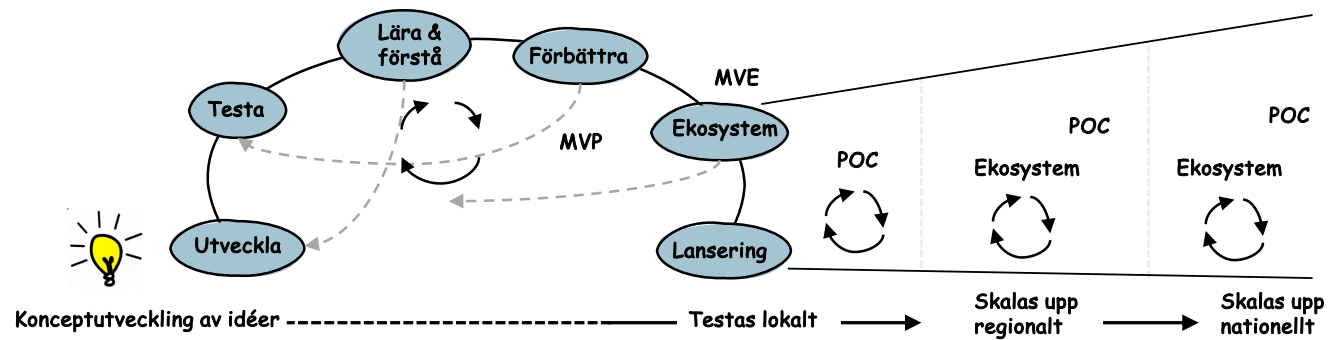 Lära &
förstå
Förbättra
MVE
Testa
Ekosystem
MVP
POC
POC
POC
Ekosystem
Ekosystem
Utveckla
Lansering
Konceptutveckling av idéer
Testas lokalt
Skalas upp
regionalt
Skalas upp
nationellt